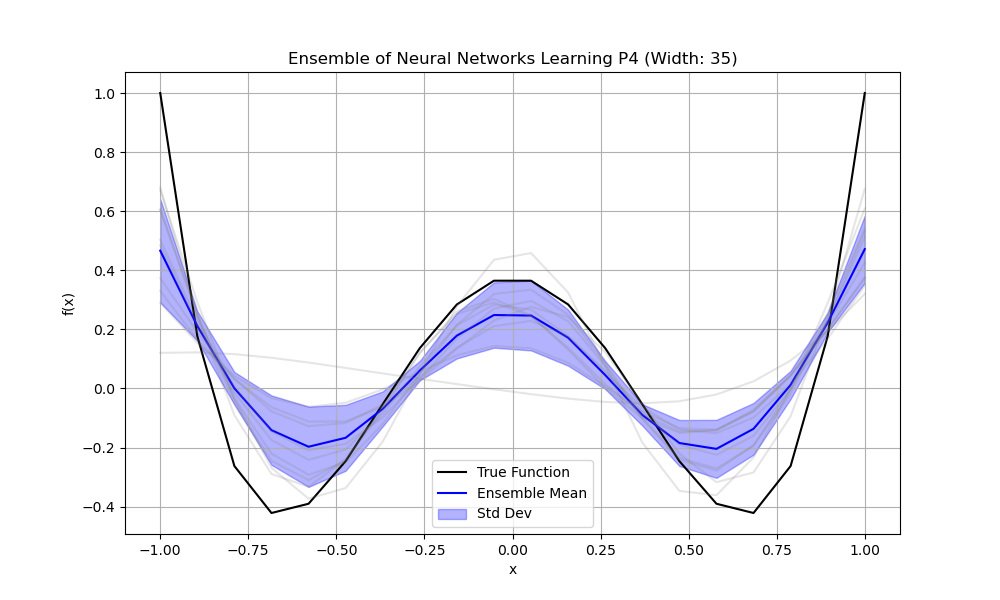 Ensemble of Neural Networks Learning P4 (Width: 35)
1.0
0.8
0.6
0.4
0.2
0.0
−0.2
−0.4
f(x)
True Function
Ensemble Mean
Std Dev
−1.00 −0.75 −0.50 −0.25 0.00 0.25 0.50 0.75 1.00
x